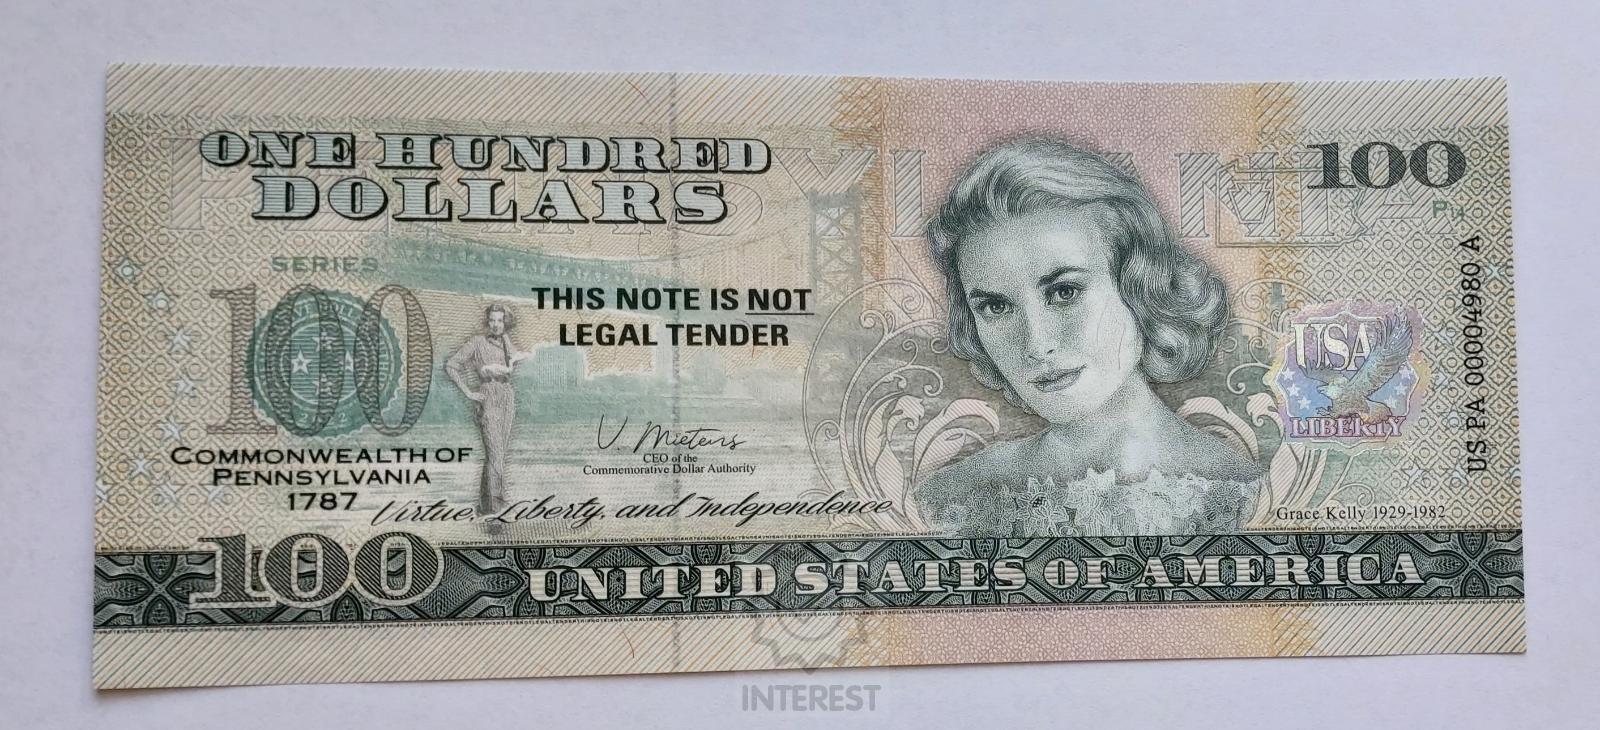 ONE HUNDRED
DOLLARS
100
SERIES
100
THIS NOTE IS NOT
LEGAL TENDER
USA
LIBERTY
US PA 00004980 A
V. Mietens
CEO of the
Commemorative Dollar Authority
COMMONWEALTH OF
PENNSYLVANIA
1787
Virtue, Liberty, and Independence
Grace Kelly 1929-1982
100
UNITED STATES OF AMERICA
INTEREST